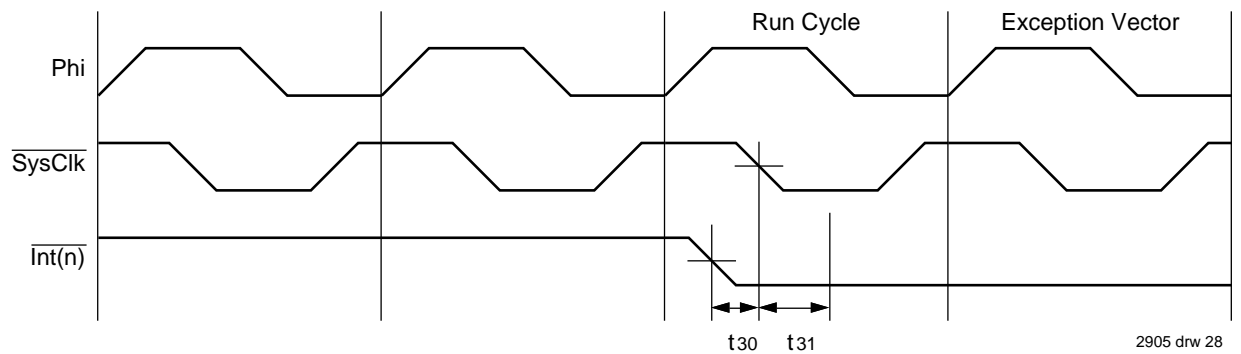 Run Cycle Exception Vector
Phi
SysClk
Int(n)
t30 t31
2905 drw 28